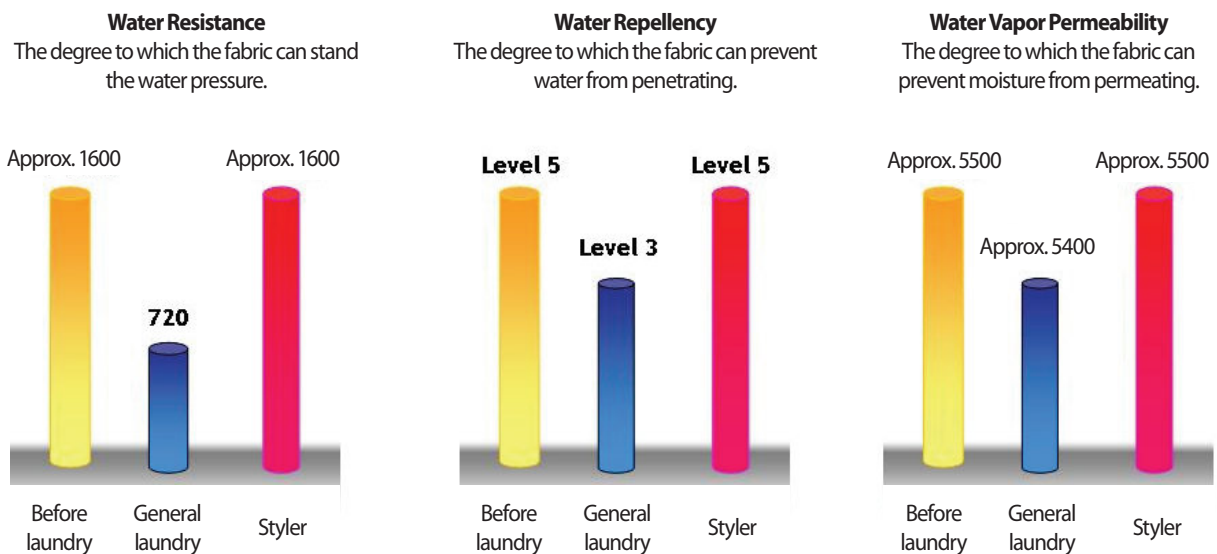 Water Resistance
The degree to which the fabric can stand
the water pressure.
Approx. 1600
720
Approx. 1600
Before
laundry
General
laundry
Styler
Water Repellency
The degree to which the fabric can prevent
water from penetrating.
Level 5
Level 3
Level 5
Before
laundry
General
laundry
Styler
Water Vapor Permeability
The degree to which the fabric can
prevent moisture from permeating.
Approx. 5500
Approx. 5400
Approx. 5500
Before
laundry
General
laundry
Styler